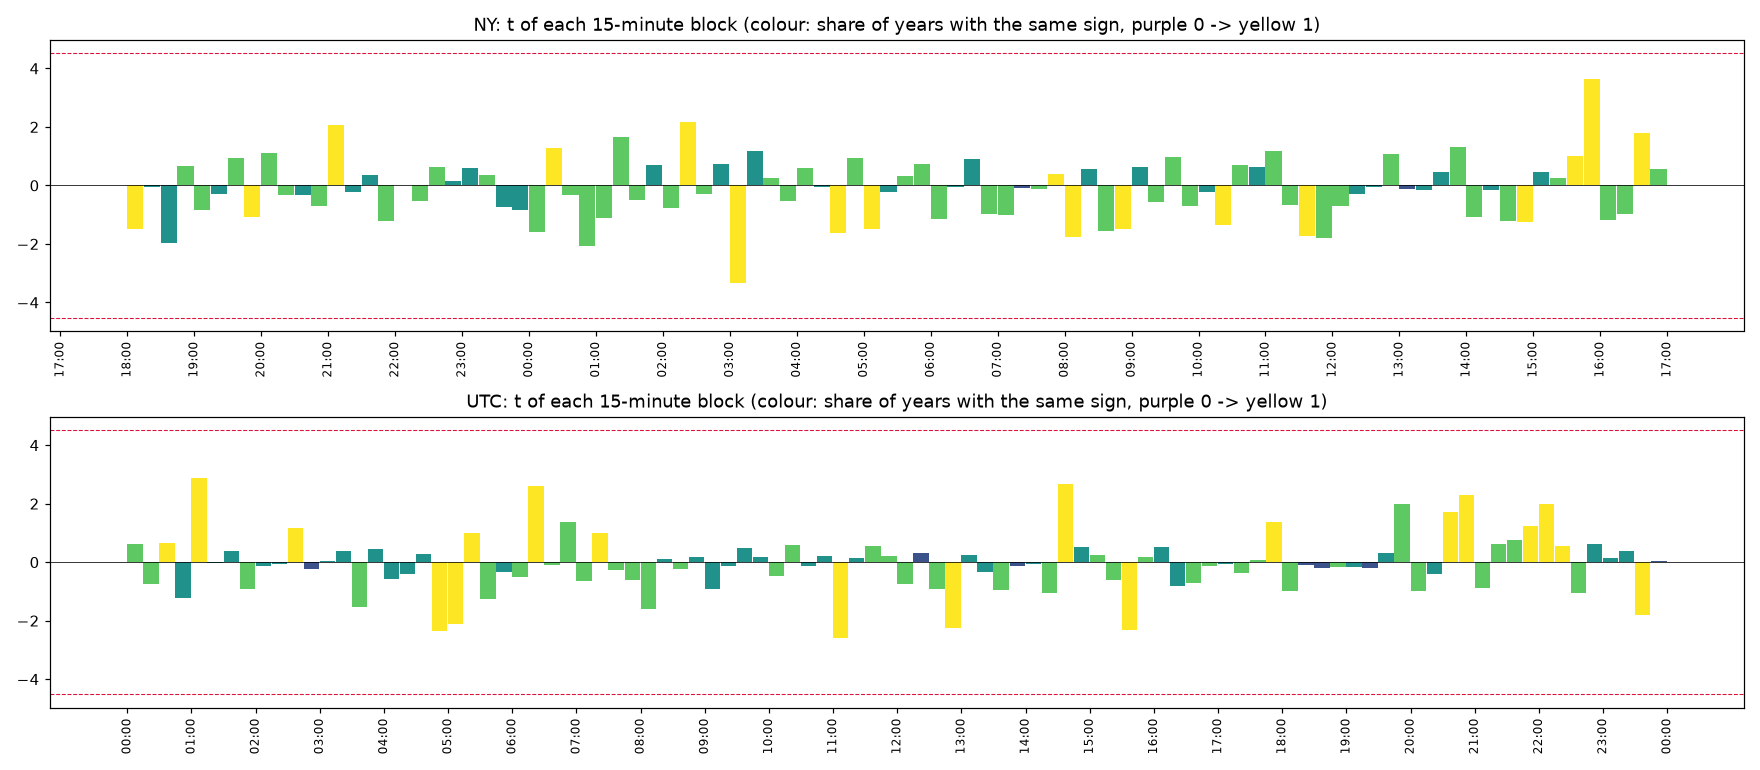 NY: t of each 15-minute block (colour: share of years with the same sign, purple 0 -> yellow 1)
4
2
0
−2
−4
17:00 18:00 19:00 20:00 21:00 22:00 23:00 00:00 01:00 02:00 03:00 04:00 05:00 06:00 07:00 08:00 09:00 10:00 11:00 12:00 13:00 14:00 15:00 16:00 17:00
UTC: t of each 15-minute block (colour: share of years with the same sign, purple 0 -> yellow 1)
4
2
0
−2
−4
00:00 01:00 02:00 03:00 04:00 05:00 06:00 07:00 08:00 09:00 10:00 11:00 12:00 13:00 14:00 15:00 16:00 17:00 18:00 19:00 20:00 21:00 22:00 23:00 00:00